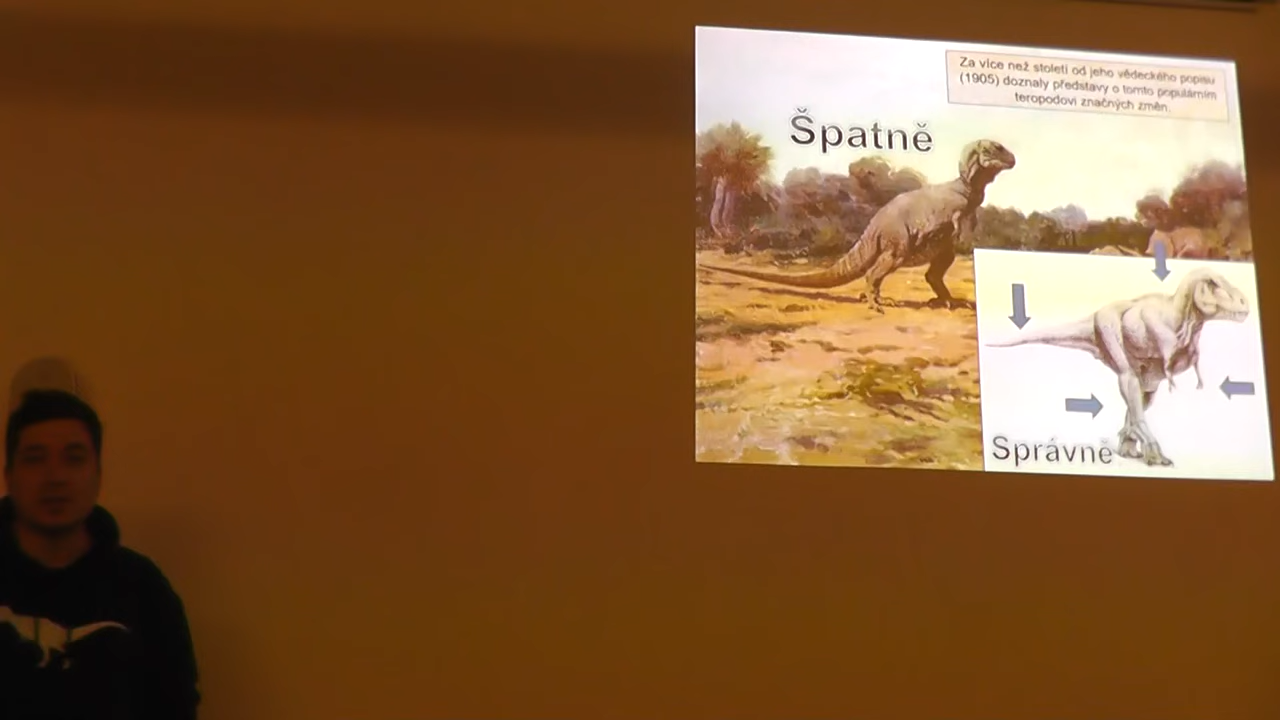 Za více než století od jeho vědeckého popisu
(1905) doznaly představy o tomto populárním
teropodovi značných změn.
Špatně
Správně